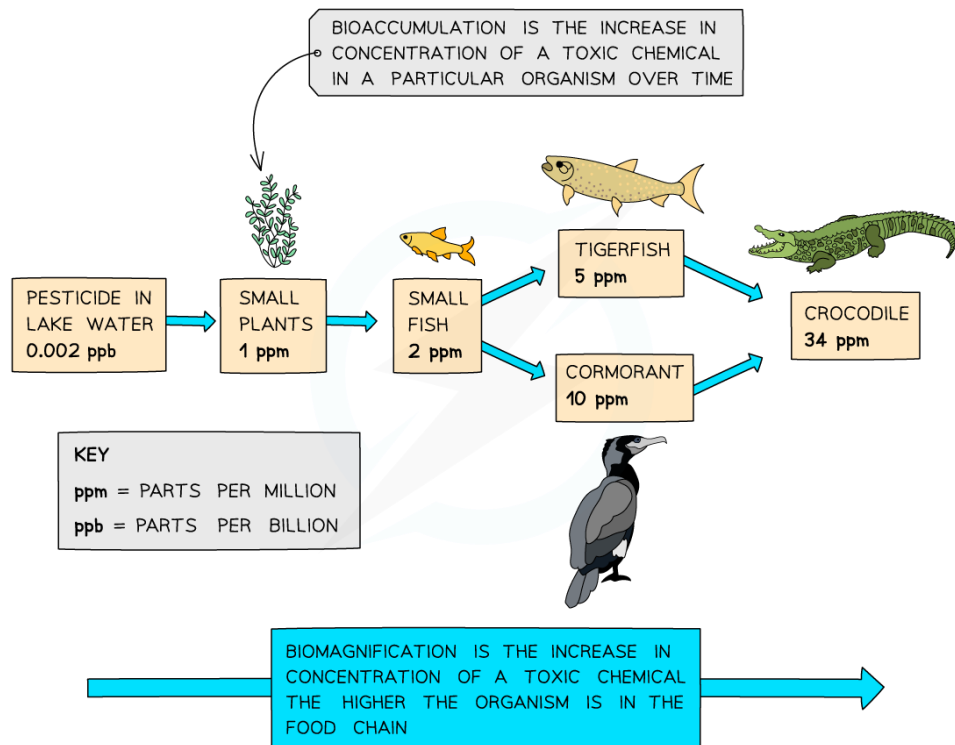 BIOACCUMULATION IS THE INCREASE IN
CONCENTRATION OF A TOXIC CHEMICAL
IN A PARTICULAR ORGANISM OVER TIME
PESTICIDE IN
LAKE WATER
0.002 ppb
SMALL
PLANTS
1 ppm
SMALL
FISH
2 ppm
TIGERFISH
5 ppm
CORMORANT
10 ppm
CROCODILE
34 ppm
KEY
ppm = PARTS PER MILLION
ppb = PARTS PER BILLION
BIOMAGNIFICATION IS THE INCREASE IN
CONCENTRATION OF A TOXIC CHEMICAL
THE HIGHER THE ORGANISM IS IN THE
FOOD CHAIN